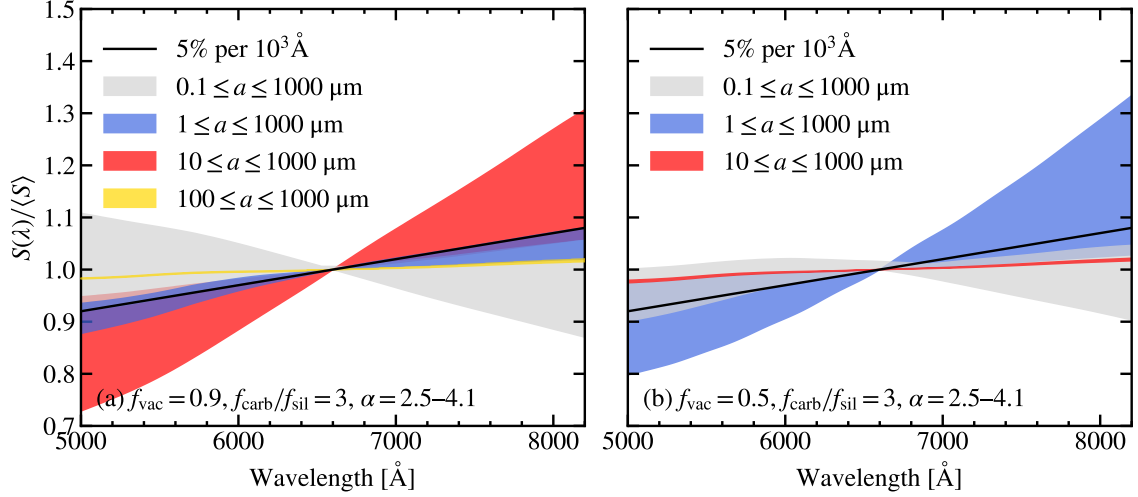 1.5
1.4
1.3
1.2
1.1
1.0
0.9
0.8
0.7
S(λ)/⟨S⟩
5% per 10³Å
0.1 ≤ a ≤ 1000 μm
1 ≤ a ≤ 1000 μm
10 ≤ a ≤ 1000 μm
100 ≤ a ≤ 1000 μm
(a) f_vac = 0.9, f_carb/f_sil = 3, α = 2.5–4.1
5000 6000 7000 8000
Wavelength [Å]
5% per 10³Å
0.1 ≤ a ≤ 1000 μm
1 ≤ a ≤ 1000 μm
10 ≤ a ≤ 1000 μm
(b) f_vac = 0.5, f_carb/f_sil = 3, α = 2.5–4.1
5000 6000 7000 8000
Wavelength [Å]